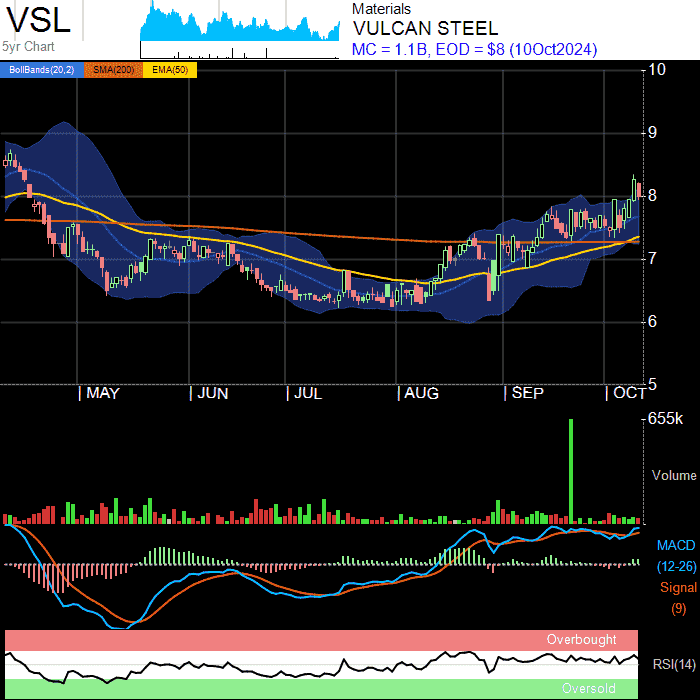 VSL
5yr Chart
Materials
VULCAN STEEL
MC = 1.1B, EOD = $8 (10Oct2024)
BollBands(20,2) SMA(200) EMA(50)
10
9
8
7
6
5
| MAY | JUN | JUL | AUG | SEP | OCT
655k
Volume
MACD
(12-26)
Signal
(9)
Overbought
RSI(14)
Oversold